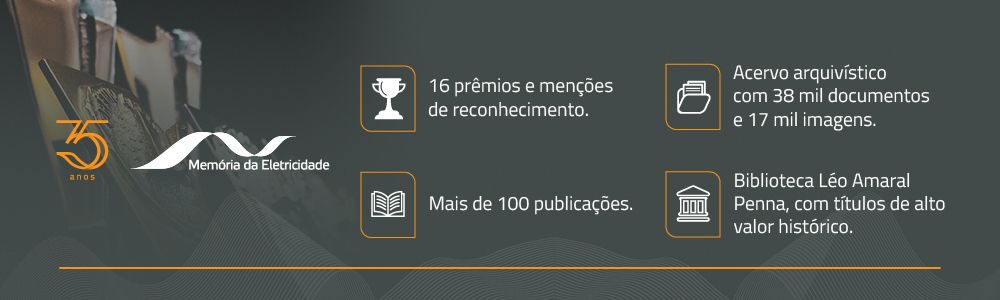 35
anos
Memória da Eletricidade
16 prêmios e menções
de reconhecimento.
Mais de 100 publicações.
Acervo arquivístico
com 38 mil documentos
e 17 mil imagens.
Biblioteca Léo Amaral
Penna, com títulos de alto
valor histórico.